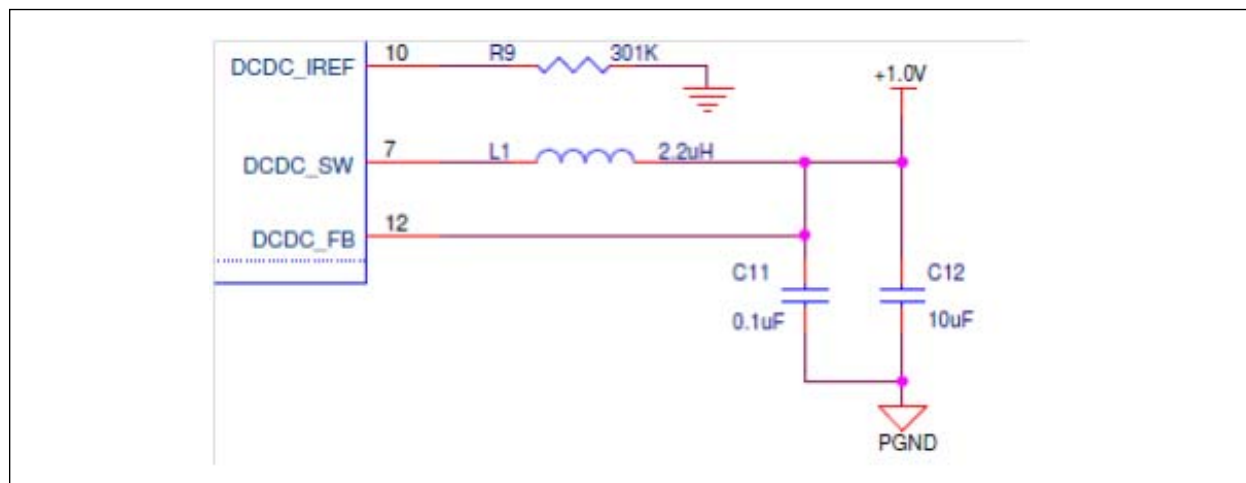 DCDC_IREF 10 R9 301K
+1.0V
DCDC_SW 7 L1 2.2uH
DCDC_FB 12
C11 C12
0.1uF 10uF
PGND